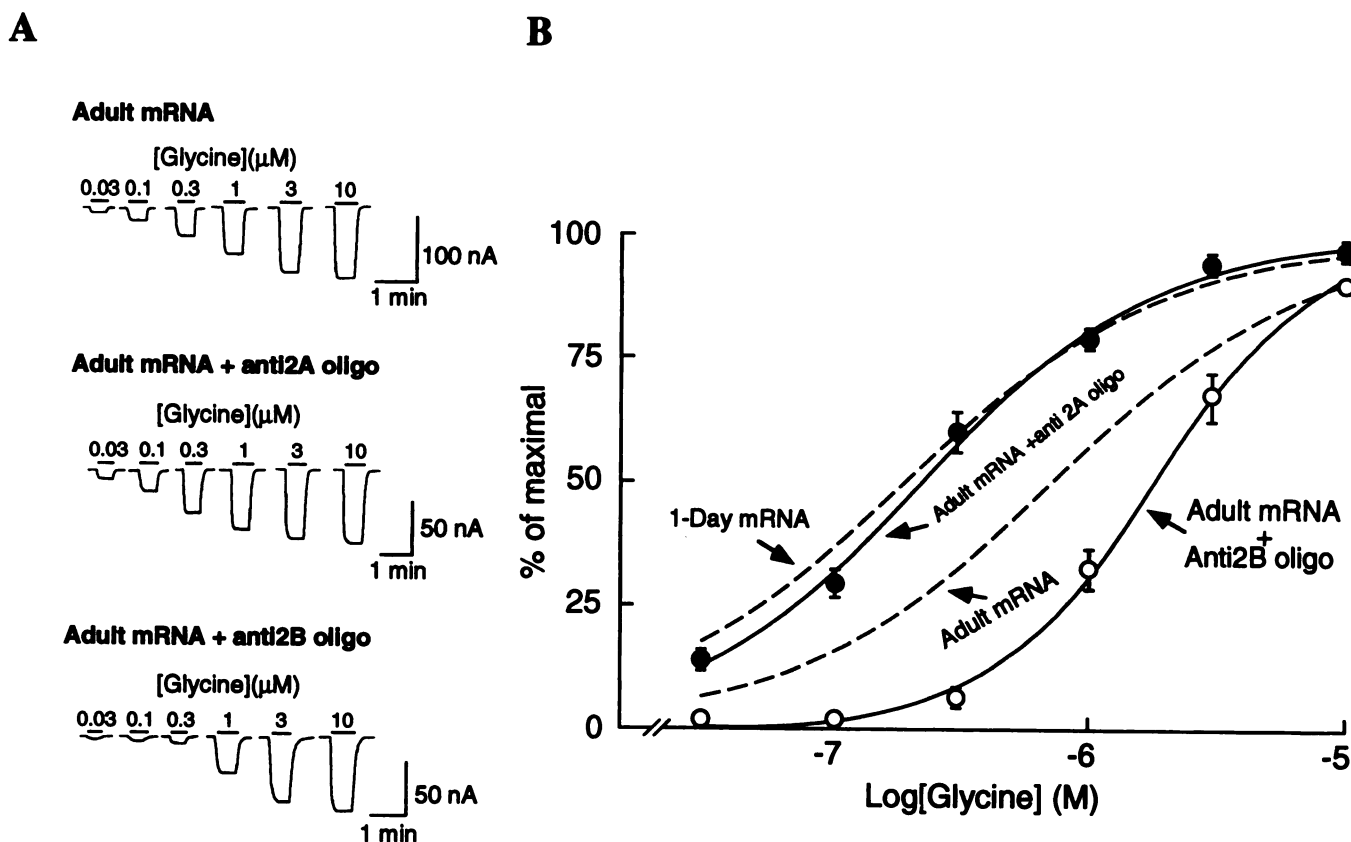 A
Adult mRNA
[Glycine](μM)
0.03 0.1 0.3 1 3 10
100 nA
1 min
Adult mRNA + anti2A oligo
[Glycine](μM)
0.03 0.1 0.3 1 3 10
50 nA
1 min
Adult mRNA + anti2B oligo
[Glycine](μM)
0.03 0.1 0.3 1 3 10
50 nA
1 min
B
% of maximal
100
75
50
25
0
1-Day mRNA
Adult mRNA +anti 2A oligo
Adult mRNA
Adult mRNA
+
Anti2B oligo
-7 -6 -5
Log[Glycine] (M)